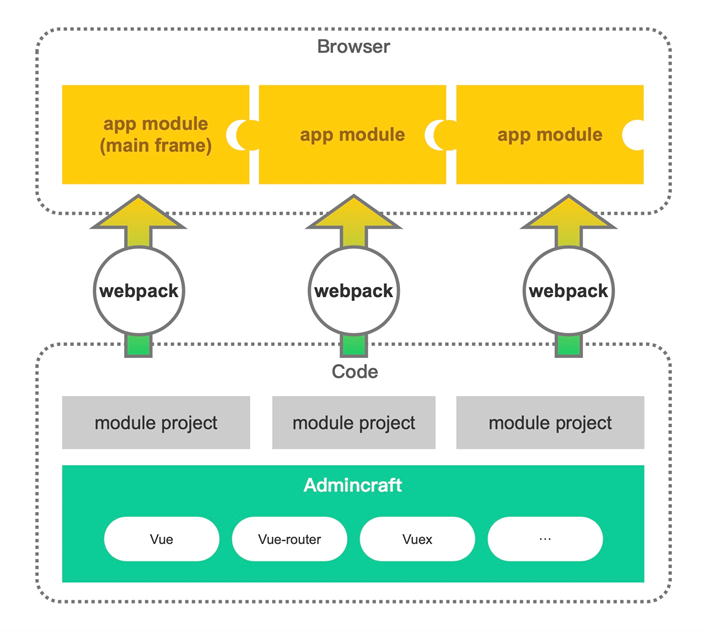 Browser
app module
(main frame)
app module
app module
webpack
webpack
webpack
Code
module project
module project
module project
Admincraft
Vue
Vue-router
Vuex
...